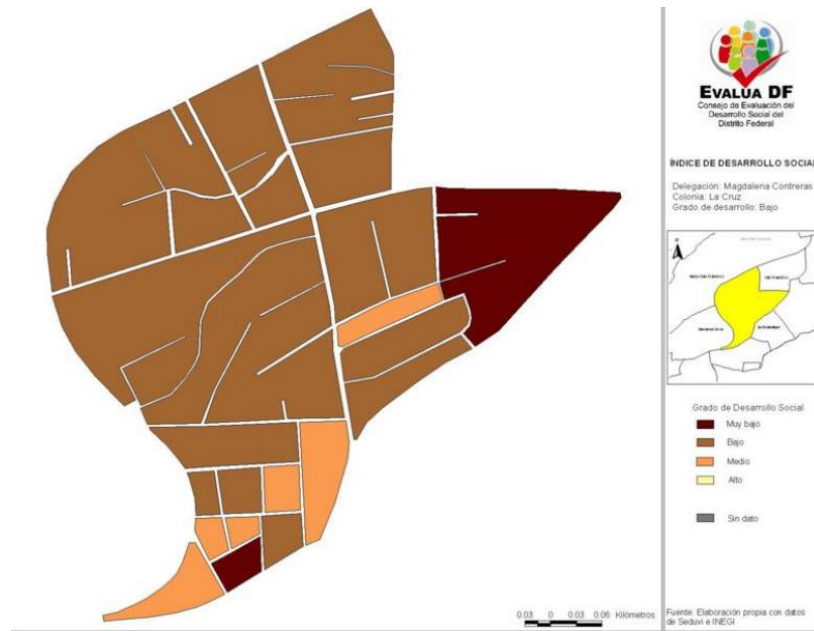 EVALUA DF
Consejo de Evaluación del
Desarrollo Social del
Distrito Federal
ÍNDICE DE DESARROLLO SOCIAL
Delegación: Magdalena Contreras
Colonia: La Cruz
Grado de desarrollo: Bajo
Grado de Desarrollo Social
Muy bajo
Bajo
Medio
Alto
Sin dato
0.03 0 0.03 0.06 Kilómetros
Fuente: Elaboración propia con datos
de Seduvi e INEGI